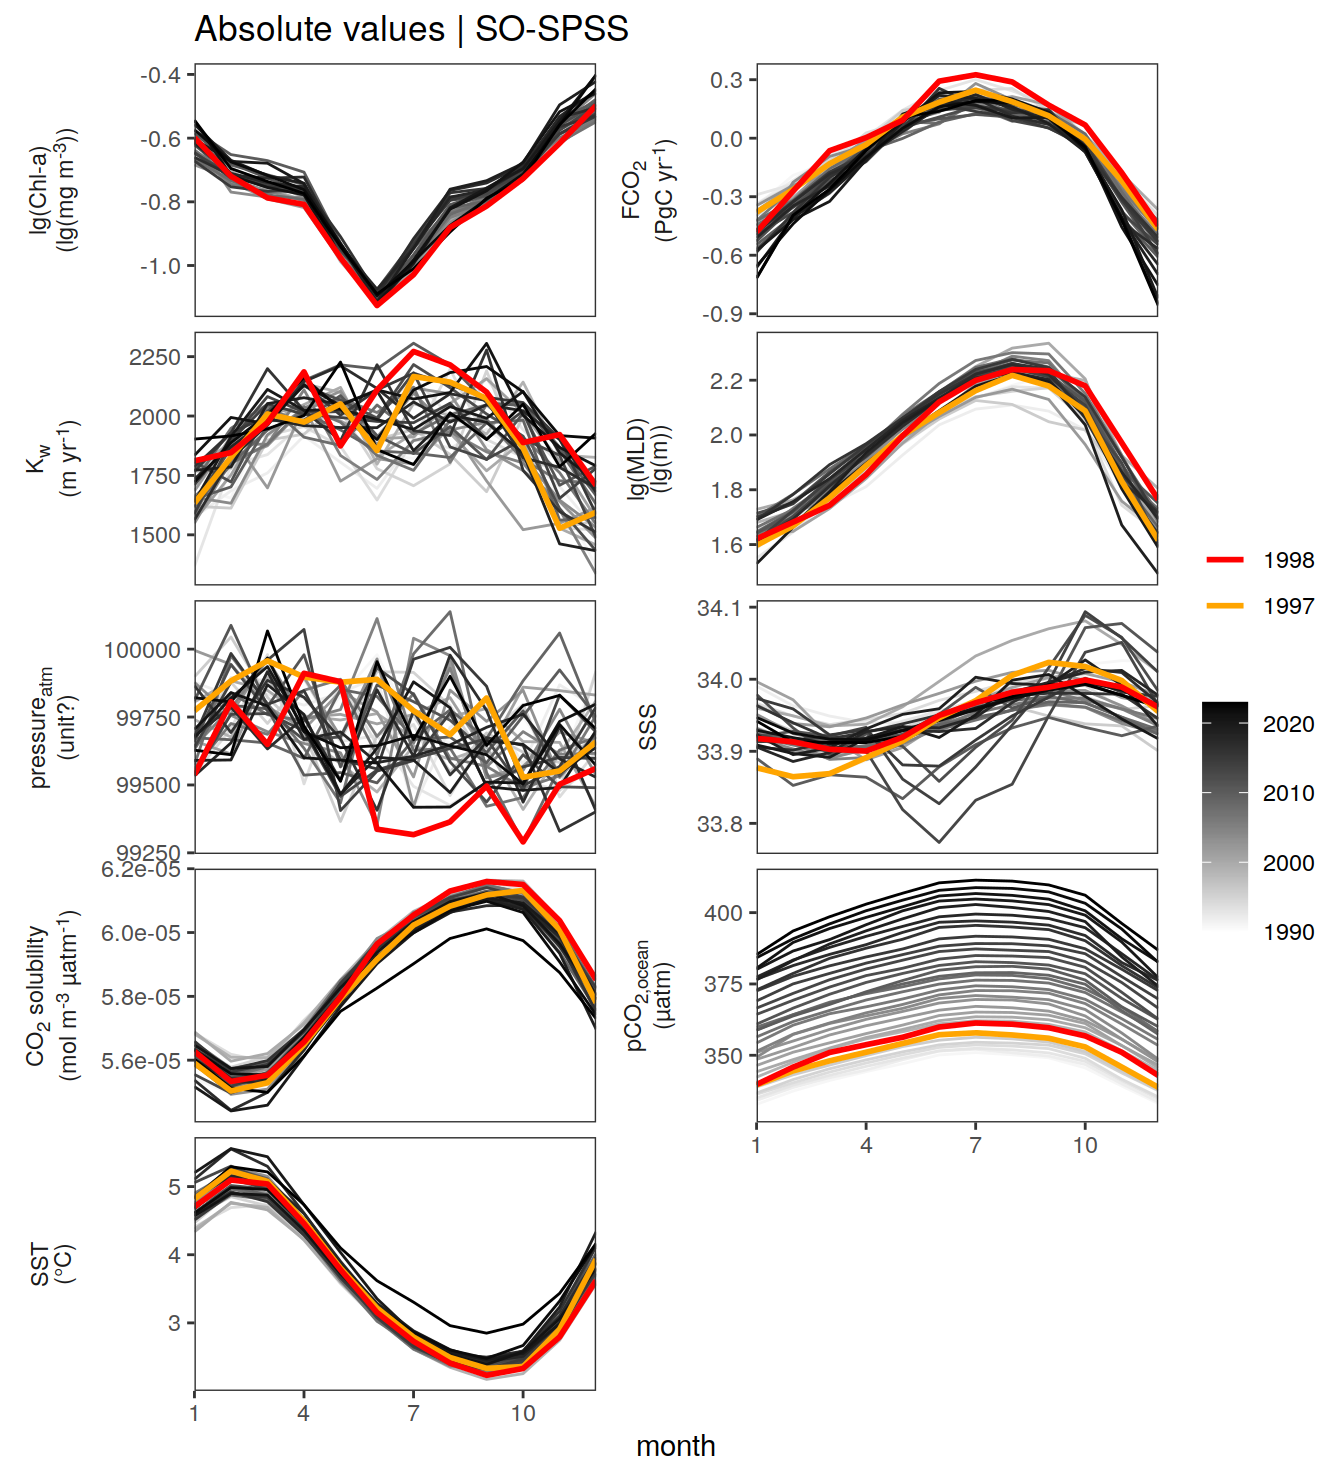 Absolute values | SO-SPSS
lg(Chl-a)
(lg(mg m⁻³))
-0.4
-0.6
-0.8
-1.0
FCO₂
(PgC yr⁻¹)
0.3
0.0
-0.3
-0.6
-0.9
K_w
(m yr⁻¹)
2250
2000
1750
1500
lg(MLD)
(lg(m))
2.2
2.0
1.8
1.6
pressure_atm
(unit?)
100000
99750
99500
99250
SSS
34.1
34.0
33.9
33.8
CO₂ solubility
(mol m⁻³ µatm⁻¹)
6.2e-05
6.0e-05
5.8e-05
5.6e-05
pCO₂,ocean
(µatm)
400
375
350
1 4 7 10
SST
(°C)
5
4
3
1 4 7 10
month
1998
1997
2020
2010
2000
1990